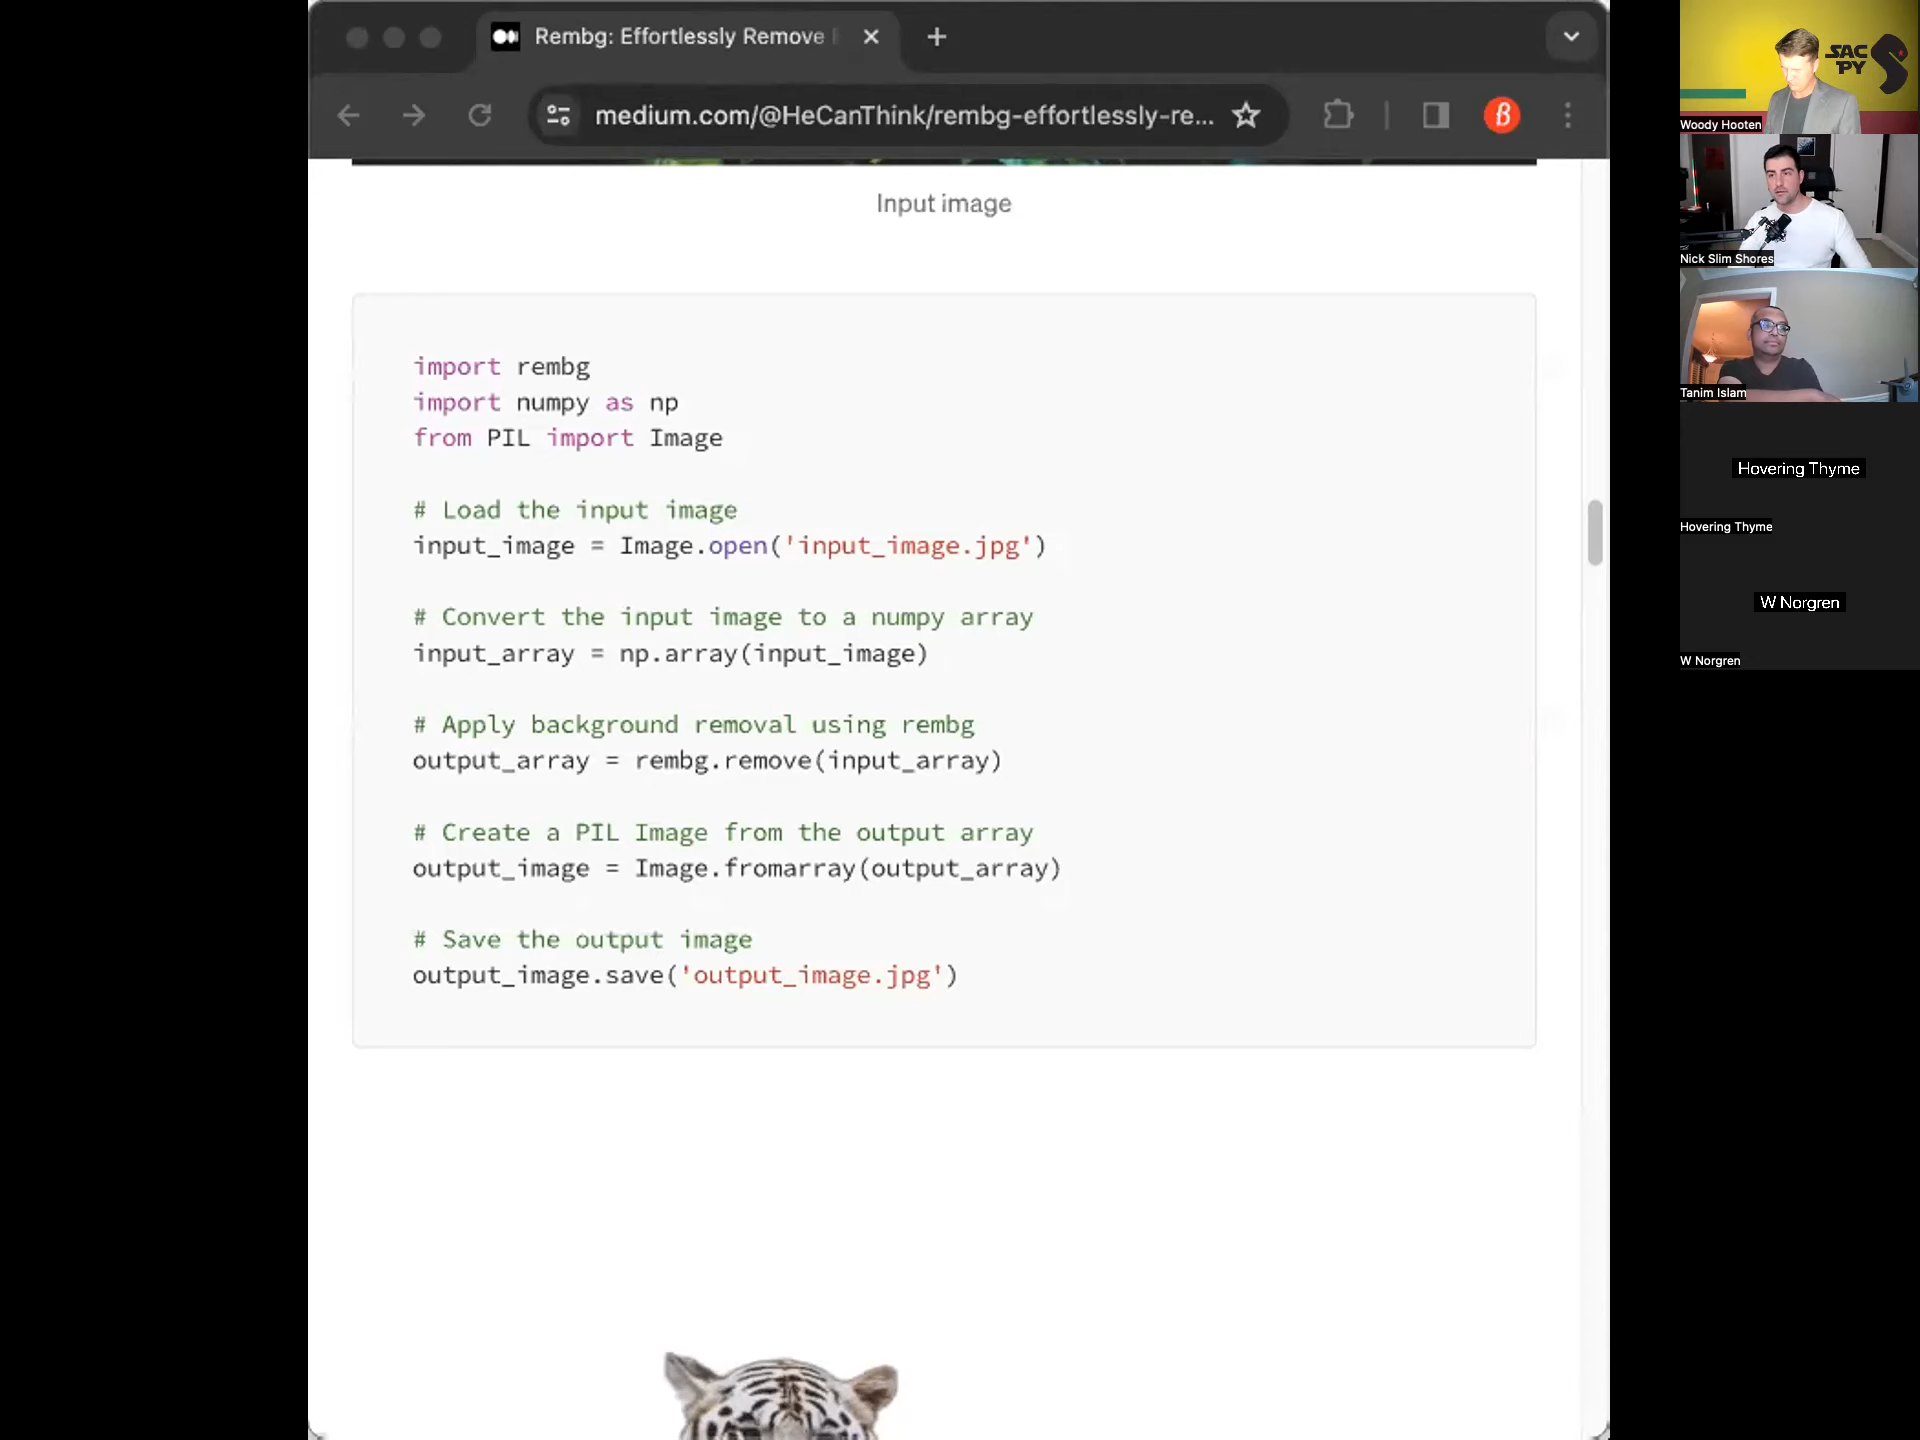 Rembg: Effortlessly Remove
medium.com/@HeCanThink/rembg-effortlessly-re...
Input image
import rembg
import numpy as np
from PIL import Image
# Load the input image
input_image = Image.open('input_image.jpg')
# Convert the input image to a numpy array
input_array = np.array(input_image)
# Apply background removal using rembg
output_array = rembg.remove(input_array)
# Create a PIL Image from the output array
output_image = Image.fromarray(output_array)
# Save the output image
output_image.save('output_image.jpg')
SAC
PY
Woody Hooten
Nick Slim Shores
Tanim Islam
Hovering Thyme
Hovering Thyme
W Norgren
W Norgren